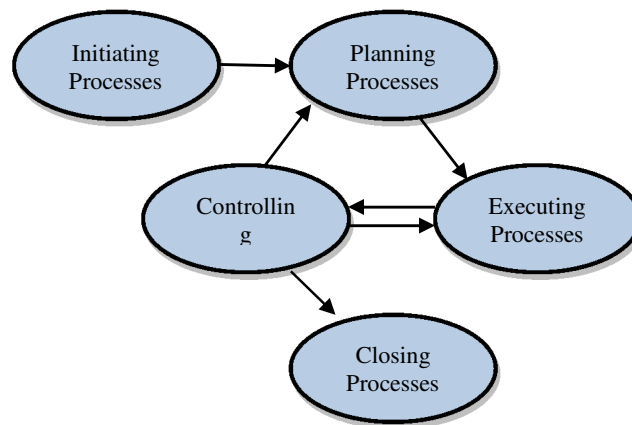 Initiating
Processes
Planning
Processes
Controllin
g
Executing
Processes
Closing
Processes